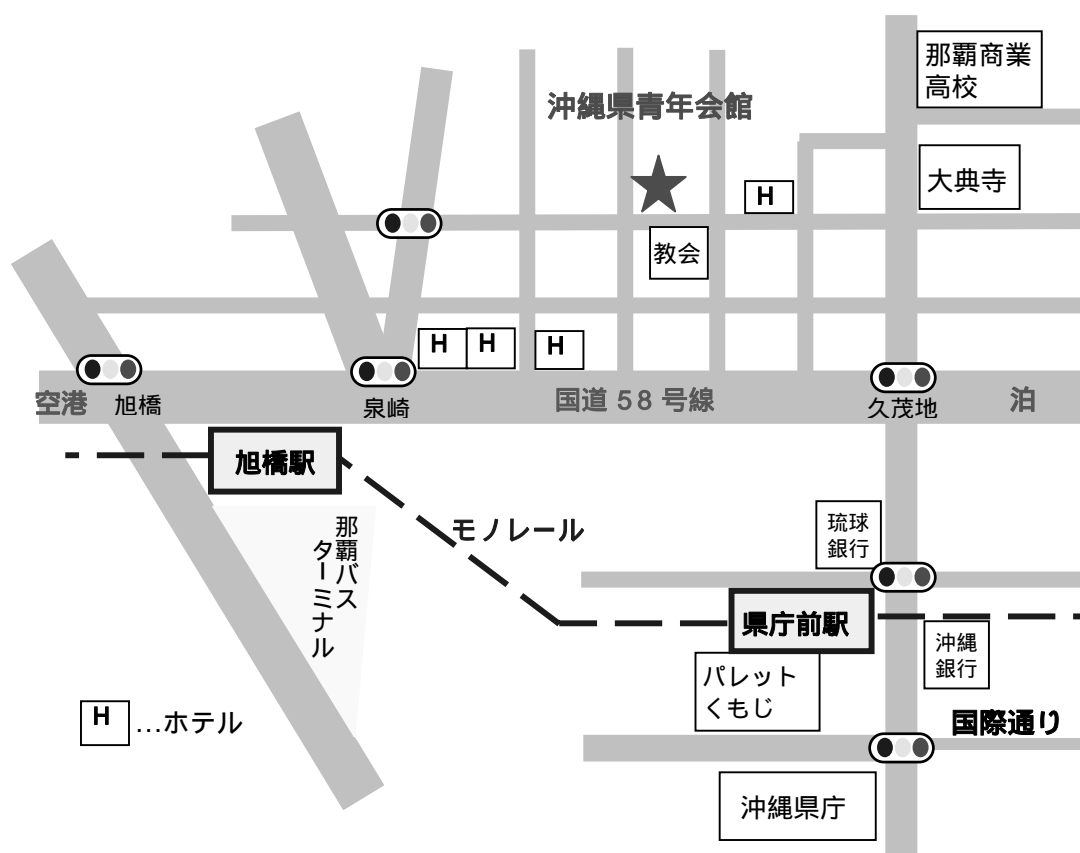 那覇商業
高校
沖縄県青年会館
大典寺
H
教会
H
H
H
空港
旭橋
泉崎
国道 58 号線
久茂地
泊
旭橋駅
モノレール
那覇バス
ターミナル
琉球
銀行
県庁前駅
沖縄
銀行
パレット
くもじ
H
…ホテル
国際通り
沖縄県庁